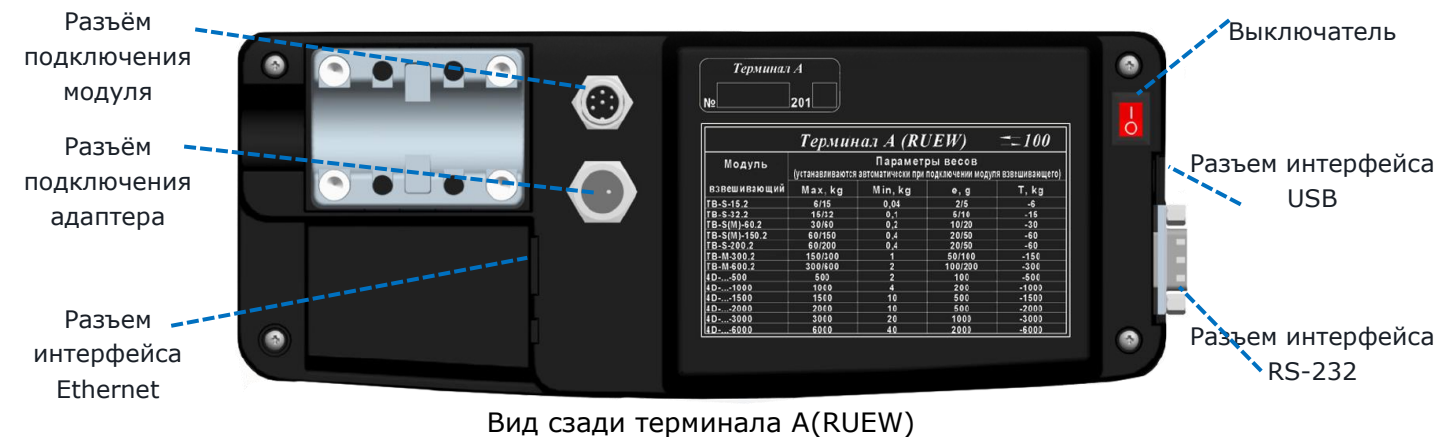 Разъём
подключения
модуля
Разъём
подключения
адаптера
Разъем
интерфейса
Ethernet
Выключатель
Разъем интерфейса
USB
Разъем интерфейса
RS-232
Терминал А
№ 201
I
O
Терминал А (RUEW) 100
Модуль взвешивающий Параметры весов
(устанавливаются автоматически при подключении модуля взвешивающего)
Max, kg Min, kg e, g T, kg
TB-S-15.2 6/15 0,04 2/5 -6
TB-S-32.2 15/32 0,1 5/10 -15
TB-S(M)-60.2 30/60 0,2 10/20 -30
TB-S(M)-150.2 60/150 0,4 20/50 -60
TB-S-200.2 60/200 0,4 20/50 -60
TB-M-300.2 150/300 1 50/100 -150
TB-M-600.2 300/600 2 100/200 -300
4D-...-500 500 2 100 -500
4D-...-1000 1000 4 200 -1000
4D-...-1500 1500 10 500 -1500
4D-...-2000 2000 10 500 -2000
4D-...-3000 3000 20 1000 -3000
4D-...-6000 6000 40 2000 -6000
Вид сзади терминала А(RUEW)